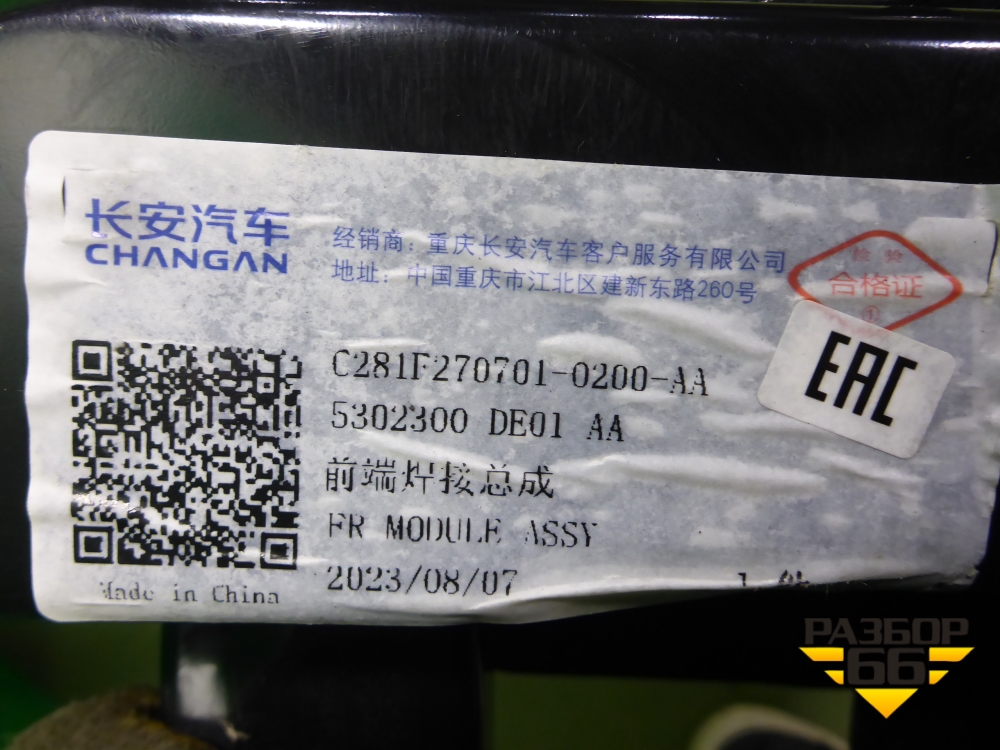 长安汽车
CHANGAN
经销商：重庆长安汽车客户服务有限公司
地址：中国重庆市江北区建新东路260号
检验
合格证
①
EAC
C281F270701-0200-AA
5302300 DE01 AA
前端焊接总成
FR MODULE ASSY
2023/08/07
Made in China
РАЗБОР
66